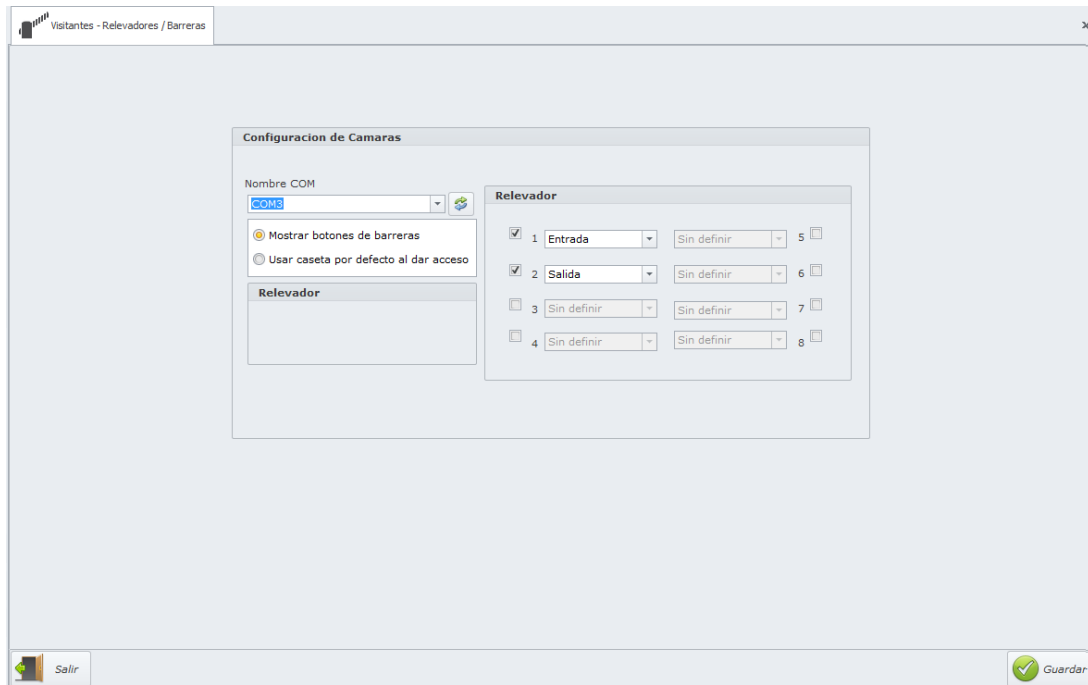 Visitantes - Relevadores / Barreras
x
Configuracion de Camaras
Nombre COM
COM3
Mostrar botones de barreras
Usar caseta por defecto al dar acceso
Relevador
Relevador
1 Entrada Sin definir 5
2 Salida Sin definir 6
3 Sin definir Sin definir 7
4 Sin definir Sin definir 8
Salir
Guardar